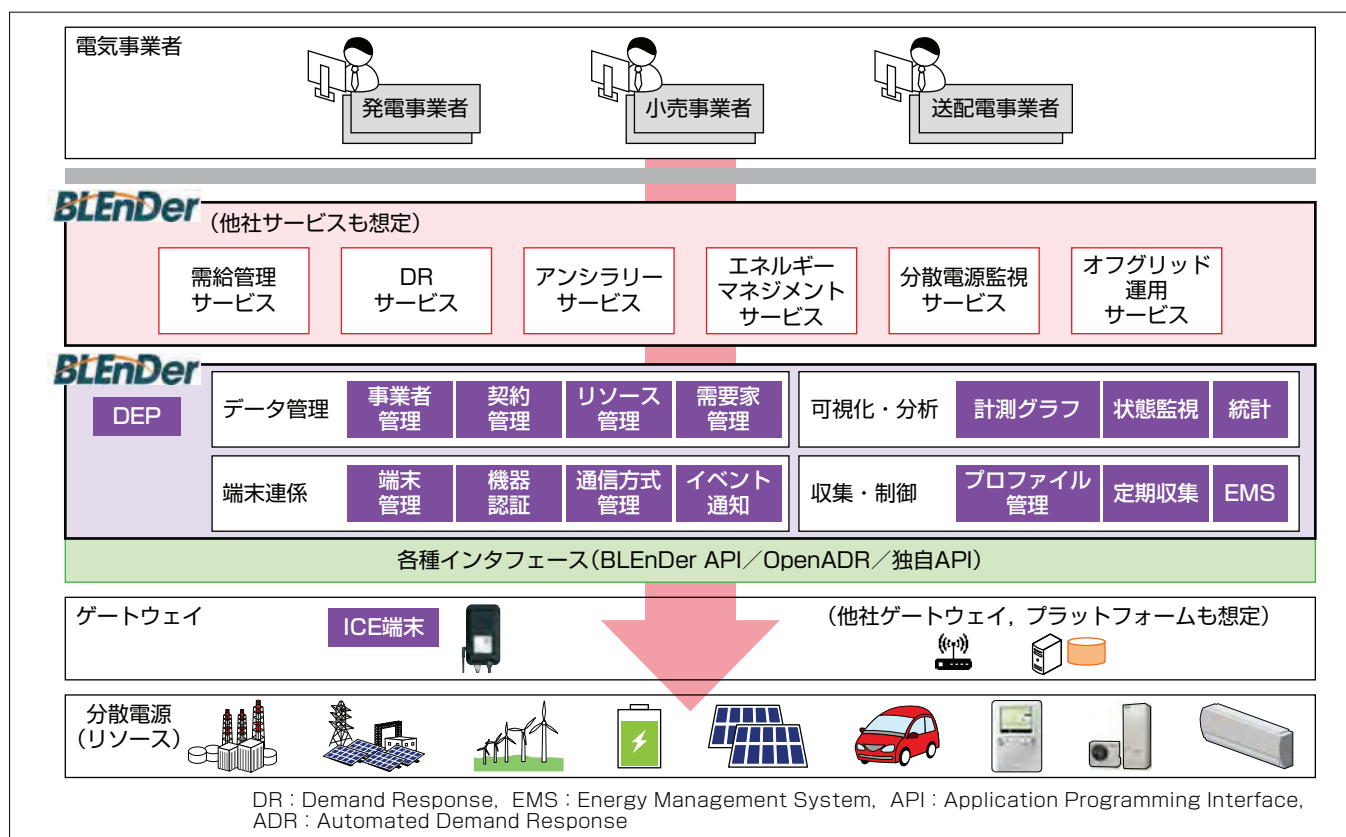 電気事業者
発電事業者
小売事業者
送配電事業者
BLEnDer
(他社サービスも想定)
需給管理
サービス
DR
サービス
アンシラリー
サービス
エネルギー
マネジメント
サービス
分散電源監視
サービス
オフグリッド
運用
サービス
BLEnDer
DEP
データ管理
事業者
管理
契約
管理
リソース
管理
需要家
管理
可視化・分析
計測グラフ
状態監視
統計
端末連係
端末
管理
機器
認証
通信方式
管理
イベント
通知
収集・制御
プロファイル
管理
定期収集
EMS
各種インタフェース(BLEnDer API/OpenADR/独自API)
ゲートウェイ
ICE端末
(他社ゲートウェイ,プラットフォームも想定)
分散電源
(リソース)
DR:Demand Response, EMS:Energy Management System, API:Application Programming Interface,
ADR:Automated Demand Response